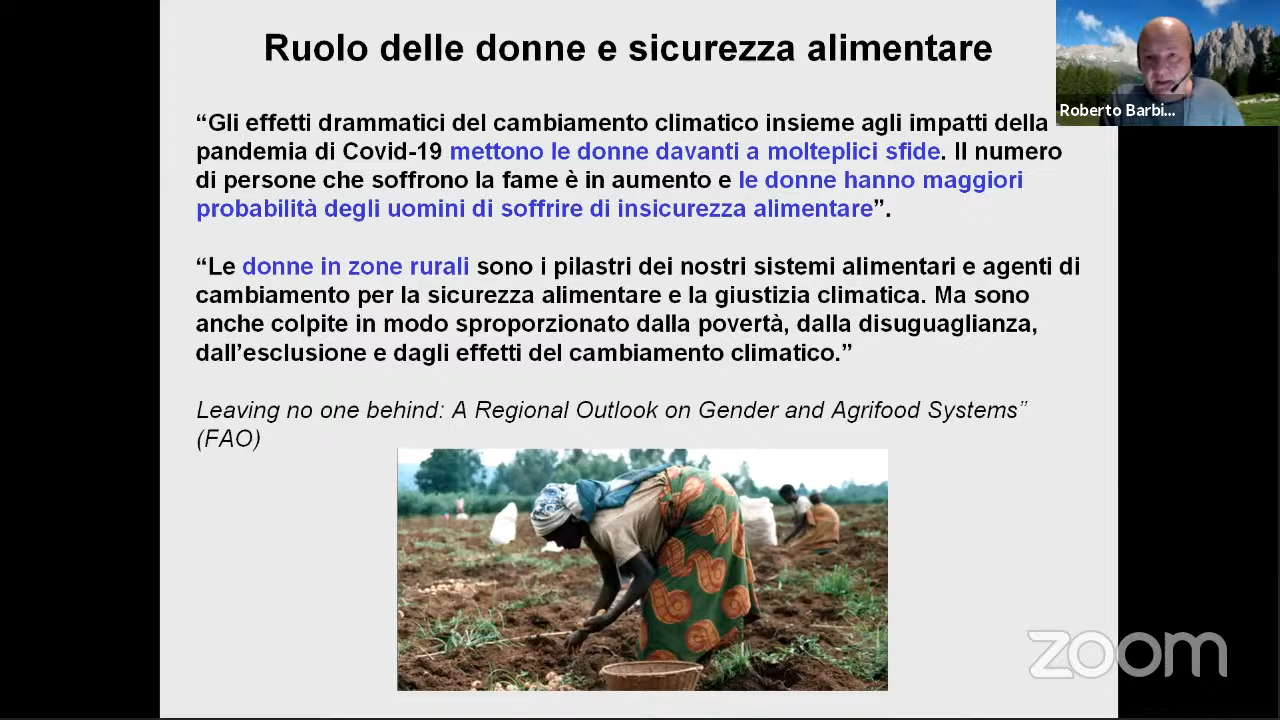 Ruolo delle donne e sicurezza alimentare
Roberto Barbi...
“Gli effetti drammatici del cambiamento climatico insieme agli impatti della
pandemia di Covid-19 mettono le donne davanti a molteplici sfide. Il numero
di persone che soffrono la fame è in aumento e le donne hanno maggiori
probabilità degli uomini di soffrire di insicurezza alimentare”.
“Le donne in zone rurali sono i pilastri dei nostri sistemi alimentari e agenti di
cambiamento per la sicurezza alimentare e la giustizia climatica. Ma sono
anche colpite in modo sproporzionato dalla povertà, dalla disuguaglianza,
dall’esclusione e dagli effetti del cambiamento climatico.”
Leaving no one behind: A Regional Outlook on Gender and Agrifood Systems”
(FAO)
zoom